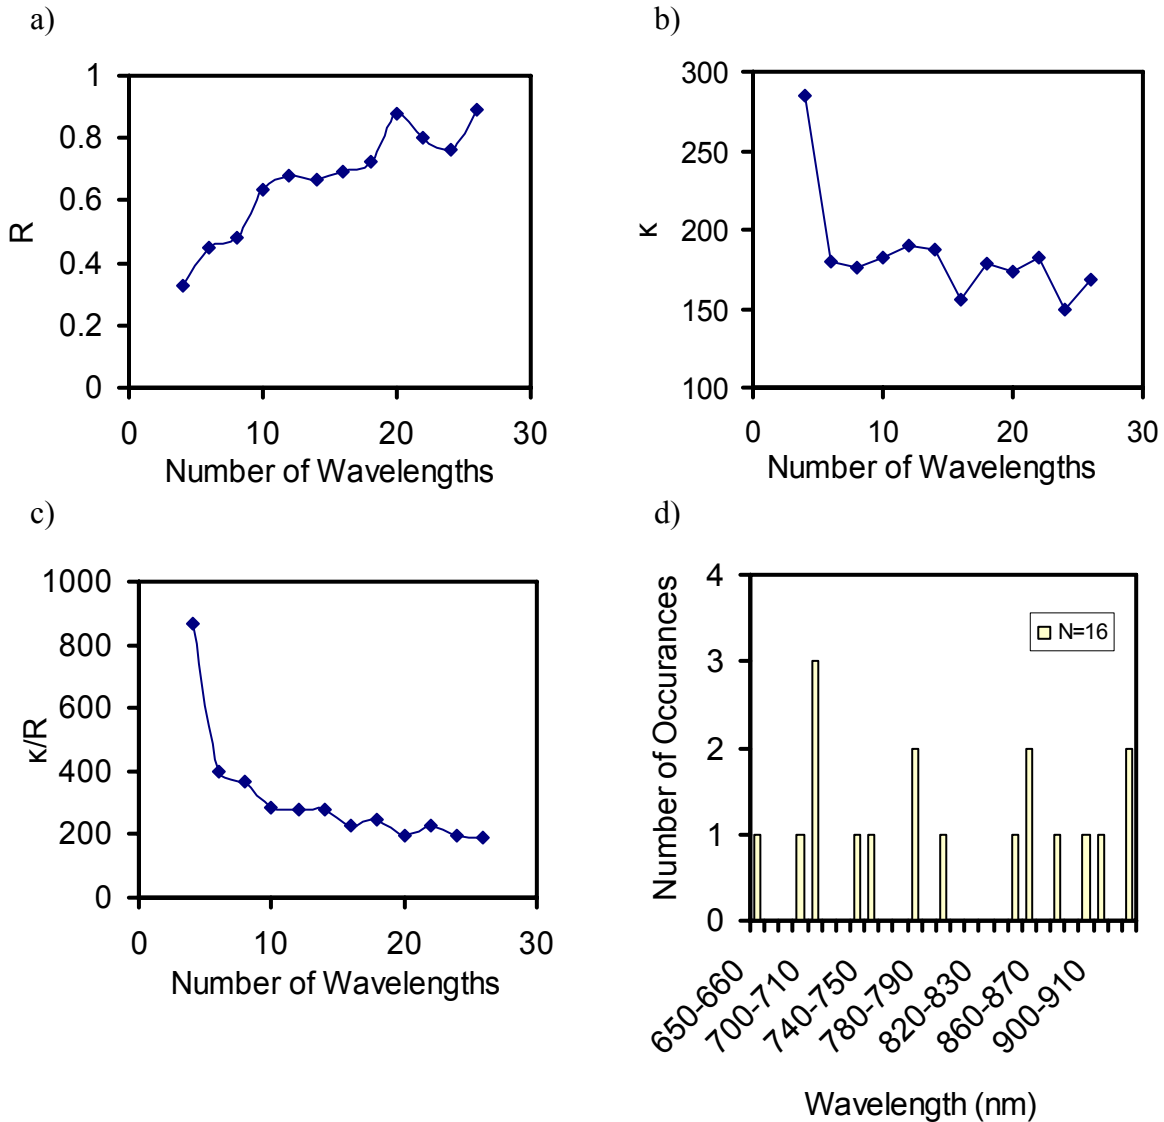 a)
1
0.8
0.6
0.4
0.2
0
R
0 10 20 30
Number of Wavelengths
b)
300
250
200
150
100
κ
0 10 20 30
Number of Wavelengths
c)
1000
800
600
400
200
0
κ/R
0 10 20 30
Number of Wavelengths
d)
4
3
2
1
0
Number of Occurances
N=16
650-660
700-710
740-750
780-790
820-830
860-870
900-910
Wavelength (nm)